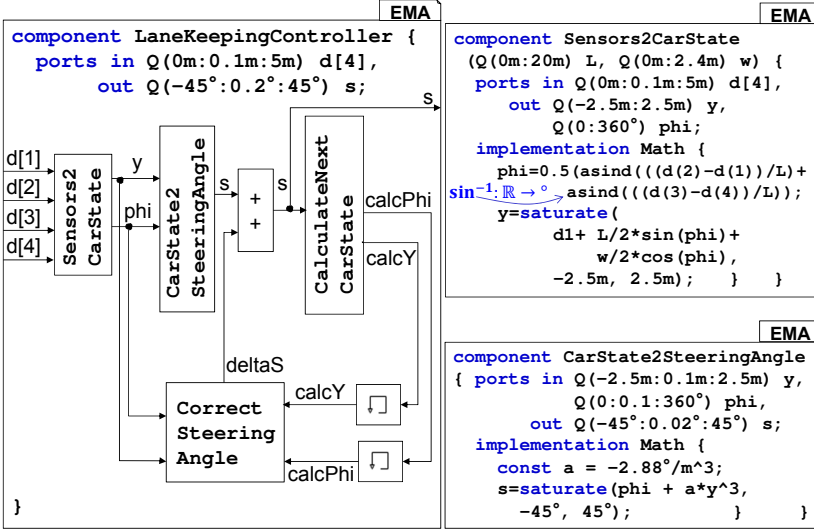 EMA
component LaneKeepingController {
ports in Q(0m:0.1m:5m) d[4],
out Q(−45°:0.2°:45°) s;
s
d[1]
d[2]
d[3]
d[4]
Sensors2
CarState
y
phi
CarState2
SteeringAngle
s
+
+
s
CalculateNext
CarState
calcPhi
calcY
deltaS
Correct
Steering
Angle
calcY
calcPhi
}
EMA
component Sensors2CarState
(Q(0m:20m) L, Q(0m:2.4m) w) {
ports in Q(0m:0.1m:5m) d[4],
out Q(−2.5m:2.5m) y,
Q(0:360°) phi;
implementation Math {
phi=0.5(asind(((d(2)−d(1))/L)+
sin⁻¹: ℝ → ° asind(((d(3)−d(4))/L));
y=saturate(
d1+ L/2*sin(phi)+
w/2*cos(phi),
−2.5m, 2.5m); } }
EMA
component CarState2SteeringAngle
{ ports in Q(−2.5m:0.1m:2.5m) y,
Q(0:0.1:360°) phi,
out Q(−45°:0.02°:45°) s;
implementation Math {
const a = −2.88°/m^3;
s=saturate(phi + a*y^3,
−45°, 45°); } }